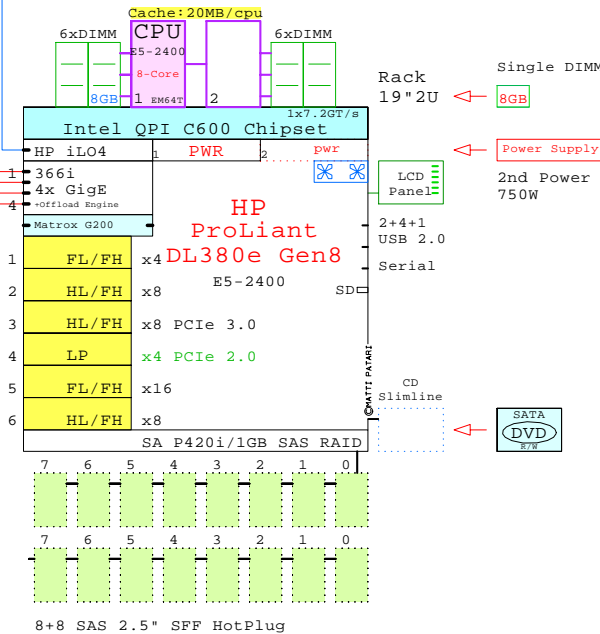 Cache:20MB/cpu
6xDIMM
CPU
E5-2400
8-Core
1 EM64T
2
6xDIMM
8GB
Rack
19"2U
Single DIMM
8GB
1x7.2GT/s
Intel QPI C600 Chipset
HP iLO4
1 PWR
2 pwr
Power Supply
2nd Power
750W
1 366i
4x GigE
4 +Offload Engine
Matrox G200
LCD
Panel
HP
ProLiant
DL380e Gen8
E5-2400
2+4+1
USB 2.0
Serial
SD
1 FL/FH x4
2 HL/FH x8
3 HL/FH x8 PCIe 3.0
4 LP x4 PCIe 2.0
5 FL/FH x16
6 HL/FH x8
©MATTI PATARI
CD
Slimline
SATA
DVD
R/W
SA P420i/1GB SAS RAID
7 6 5 4 3 2 1 0
7 6 5 4 3 2 1 0
8+8 SAS 2.5" SFF HotPlug